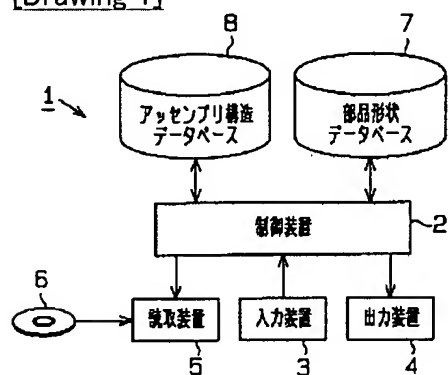 [Drawing 1]
8
7
1
アッセンブリ構造
データベース
部品形状
データベース
制御装置
2
6
読取装置
入力装置
出力装置
5
3
4